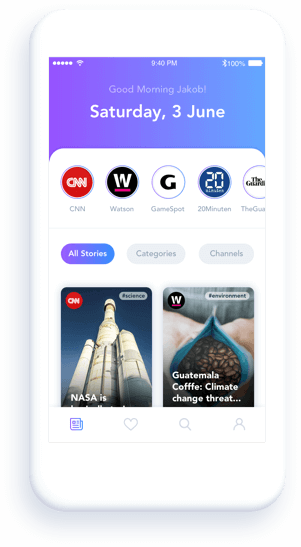 9:40 PM
100%
Good Morning Jakob!
Saturday, 3 June
CNN
W
G
20
MINUTEN
The
Guardi
CNN
Watson
GameSpot
20Minuten
TheGua
All Stories
Categories
Channels
CNN
#science
W
#environment
NASA is
Guatemala
Cofffe: Climate
change threat...